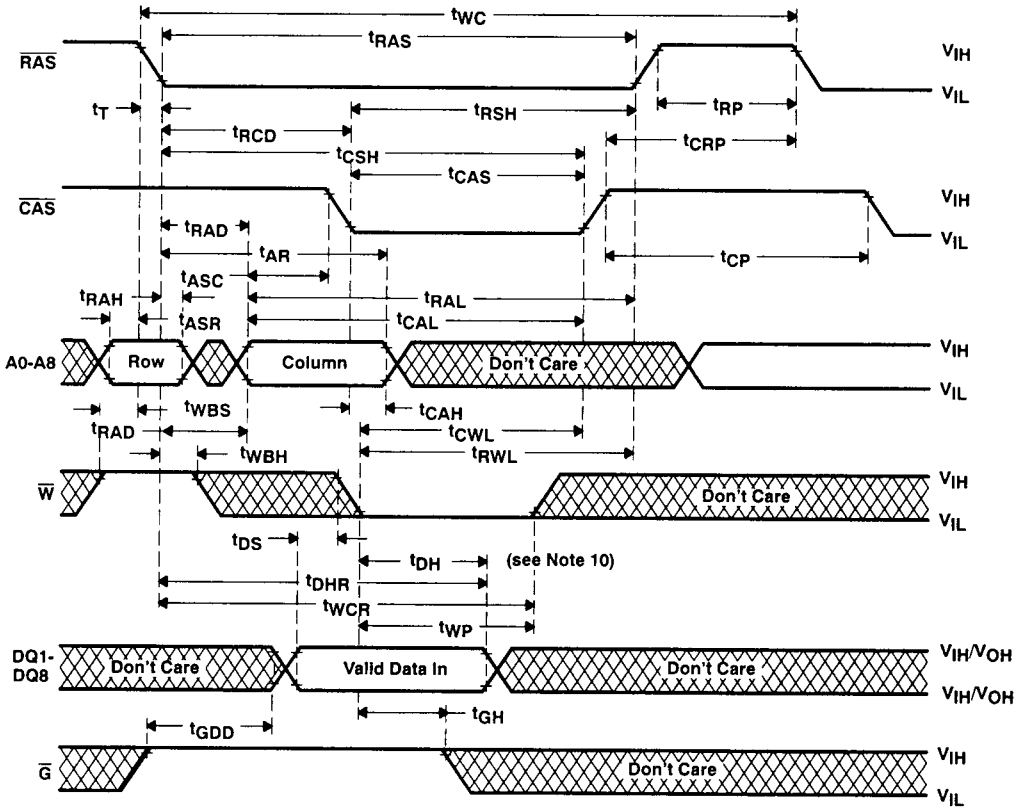 tWC
tRAS
RAS
VIH
VIL
tT
tRSH
tRP
tRCD
tCRP
tCSH
tCAS
CAS
VIH
VIL
tRAD
tAR
tCP
tASC
tRAH
tRAL
tASR
tCAL
A0-A8
Row
Column
Don't Care
VIH
VIL
tWBS
tCAH
tRAD
tCWL
tWBH
tRWL
W
Don't Care
VIH
VIL
tDS
tDH
(see Note 10)
tDHR
tWCR
tWP
DQ1-
DQ8
Don't Care
Valid Data In
Don't Care
VIH/VOH
VIH/VOH
tGH
tGDD
G
Don't Care
VIH
VIL